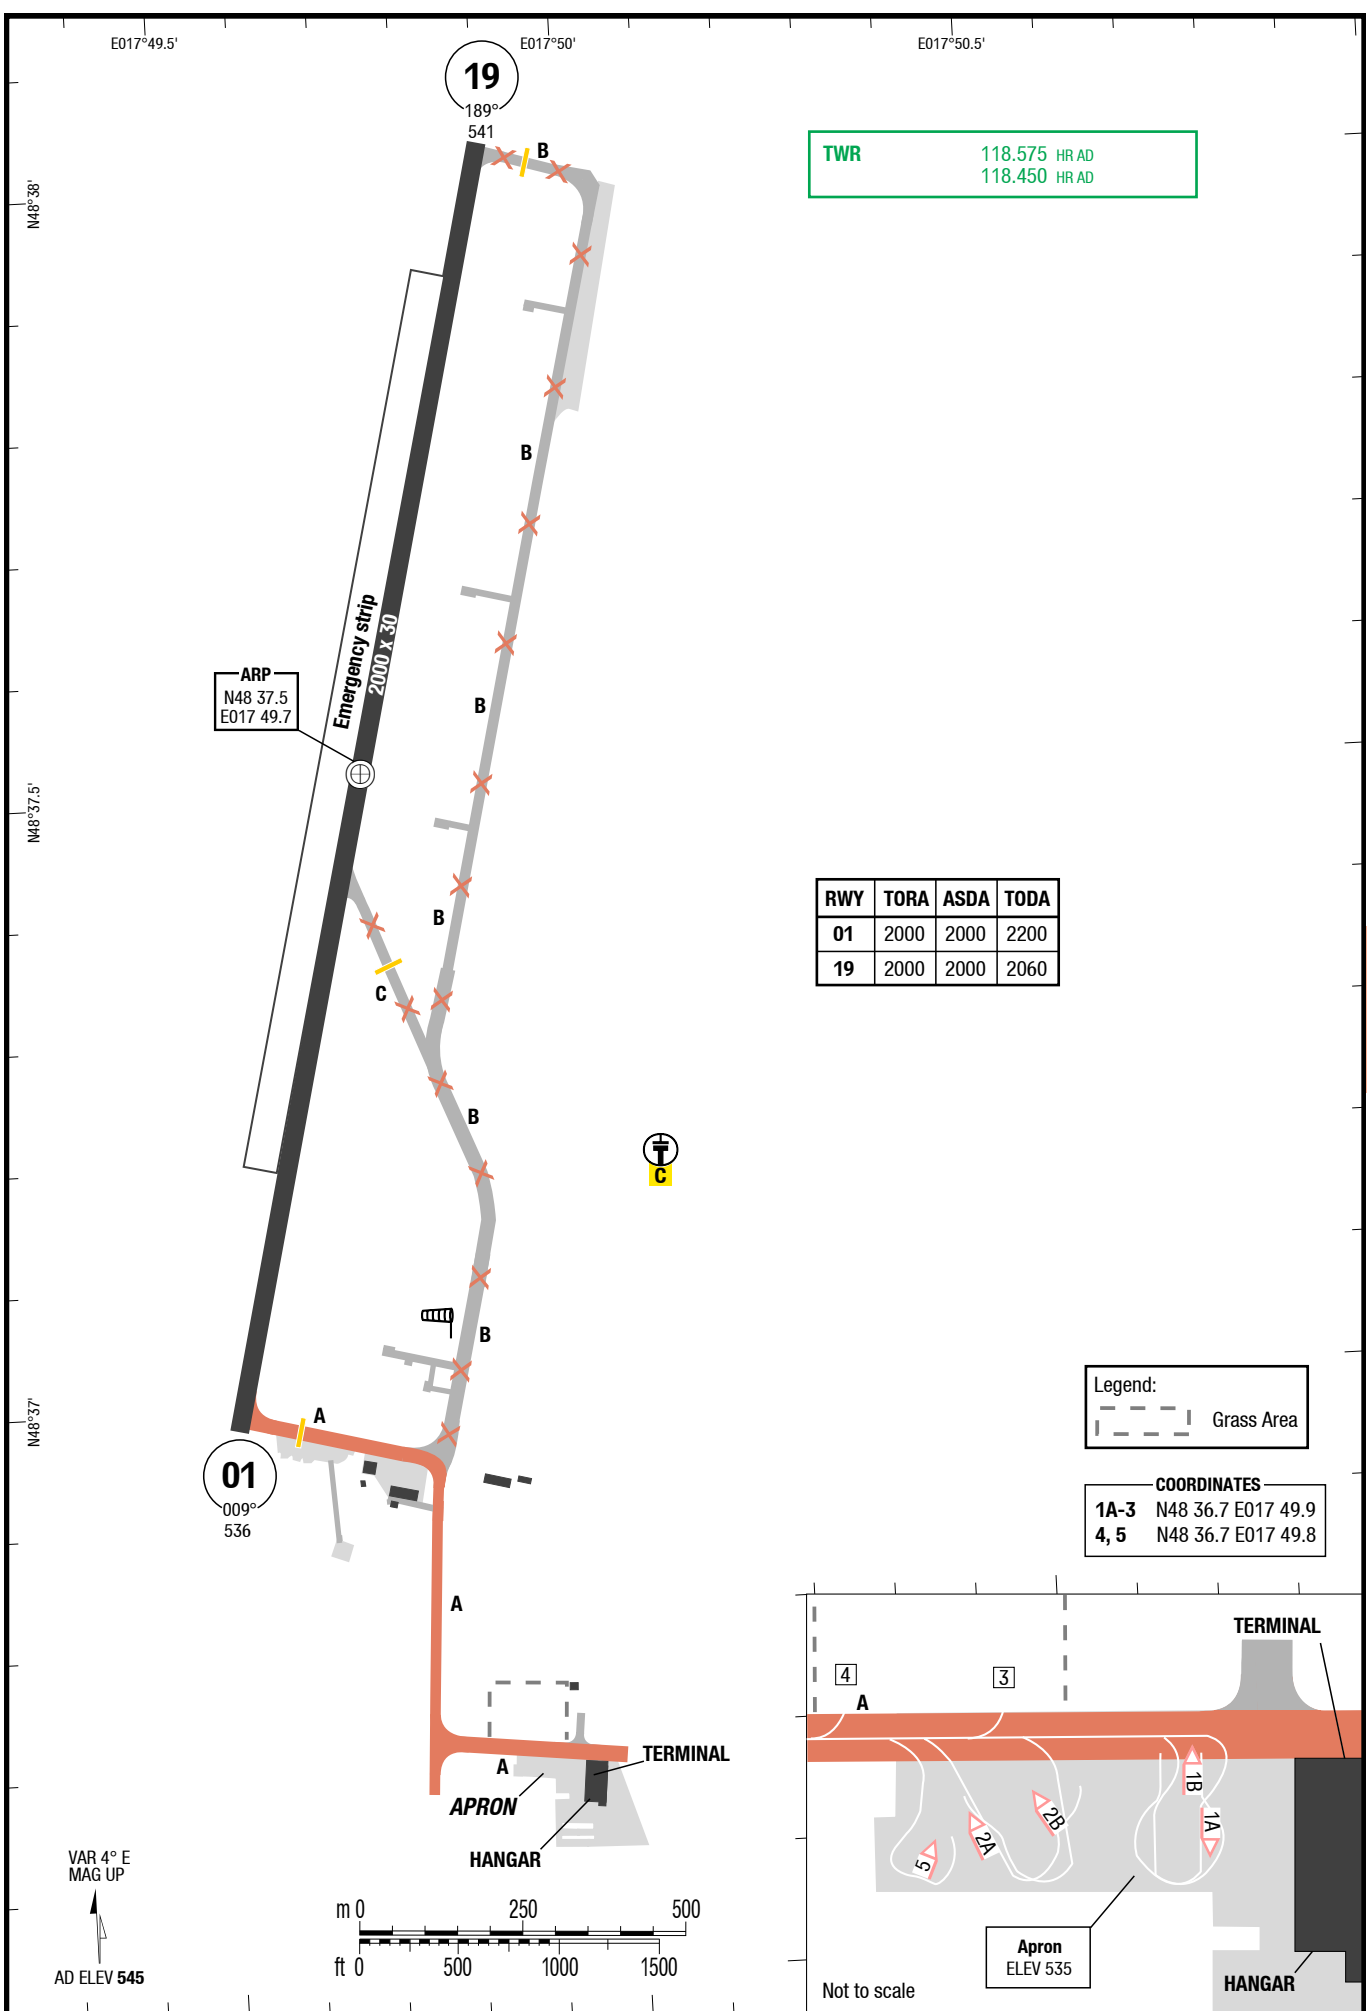 E017°49.5'
E017°50'
E017°50.5'
19
189°
541
B
TWR 118.575 HR AD
118.450 HR AD
N48°38'
B
Emergency strip
2000 x 30
ARP
N48 37.5
E017 49.7
B
N48°37.5'
B
RWY TORA ASDA TODA
01 2000 2000 2200
19 2000 2000 2060
C
B
C
B
A
N48°37'
Legend:
Grass Area
01
009°
536
COORDINATES
1A-3 N48 36.7 E017 49.9
4, 5 N48 36.7 E017 49.8
A
TERMINAL
4
3
A
TERMINAL
A
APRON
HANGAR
1B
1A
2B
2A
5
VAR 4° E
MAG UP
AD ELEV 545
m 0 250 500
ft 0 500 1000 1500
Apron
ELEV 535
Not to scale
HANGAR